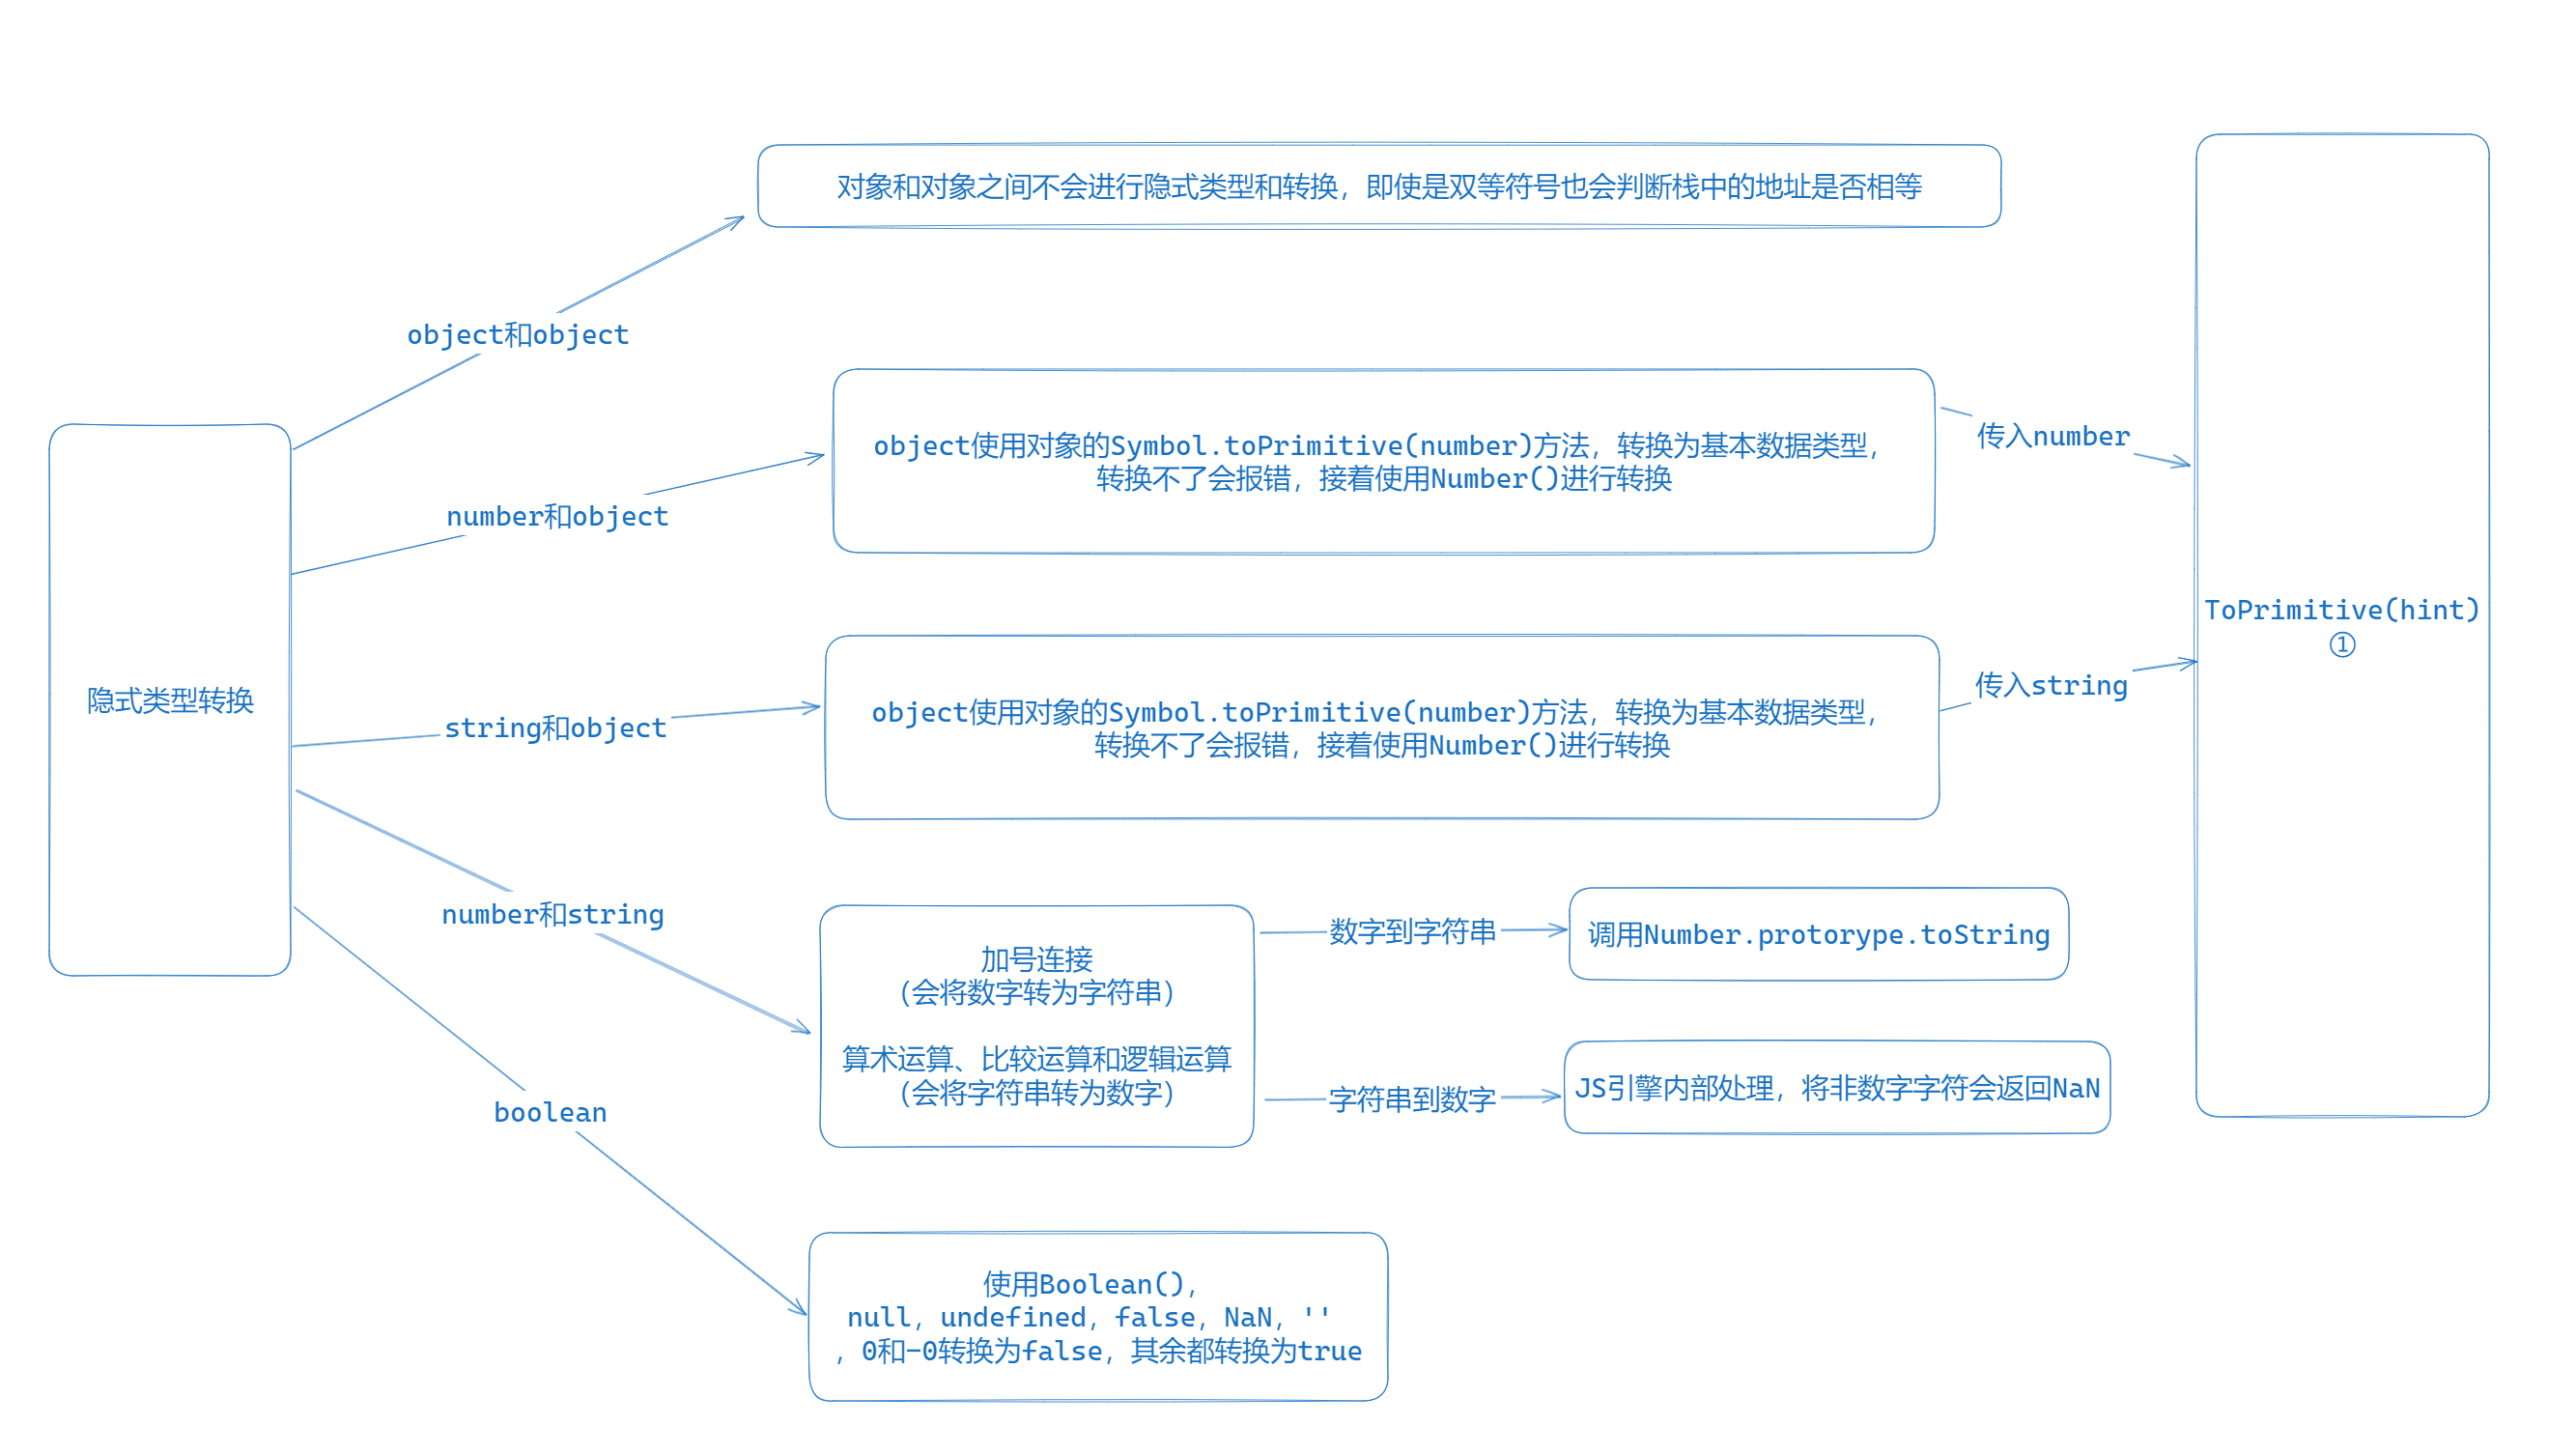 对象和对象之间不会进行隐式类型和转换，即使是双等符号也会判断栈中的地址是否相等
object和object
object使用对象的Symbol.toPrimitive(number)方法，转换为基本数据类型，
转换不了会报错，接着使用Number()进行转换
传入number
number和object
ToPrimitive(hint)
①
隐式类型转换
string和object
object使用对象的Symbol.toPrimitive(number)方法，转换为基本数据类型，
转换不了会报错，接着使用Number()进行转换
传入string
number和string
加号连接
（会将数字转为字符串）
算术运算、比较运算和逻辑运算
（会将字符串转为数字）
数字到字符串
调用Number.protorype.toString
字符串到数字
JS引擎内部处理，将非数字字符会返回NaN
boolean
使用Boolean()，
null，undefined，false，NaN，''
，0和-0转换为false，其余都转换为true